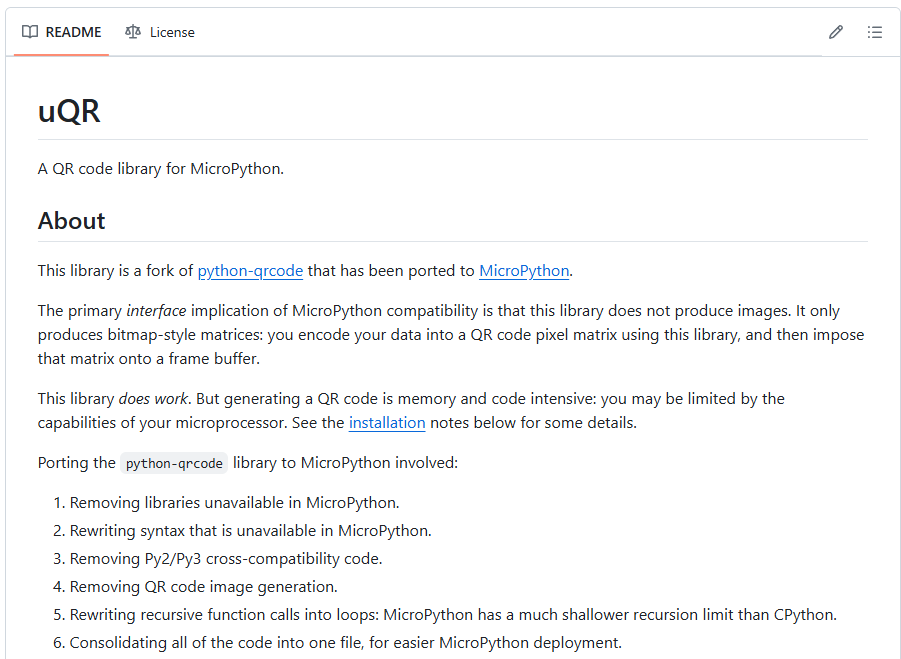 README License
uQR
A QR code library for MicroPython.
About
This library is a fork of python-qrcode that has been ported to MicroPython.
The primary interface implication of MicroPython compatibility is that this library does not produce images. It only
produces bitmap-style matrices: you encode your data into a QR code pixel matrix using this library, and then impose
that matrix onto a frame buffer.
This library does work. But generating a QR code is memory and code intensive: you may be limited by the
capabilities of your microprocessor. See the installation notes below for some details.
Porting the python-qrcode library to MicroPython involved:
1. Removing libraries unavailable in MicroPython.
2. Rewriting syntax that is unavailable in MicroPython.
3. Removing Py2/Py3 cross-compatibility code.
4. Removing QR code image generation.
5. Rewriting recursive function calls into loops: MicroPython has a much shallower recursion limit than CPython.
6. Consolidating all of the code into one file, for easier MicroPython deployment.